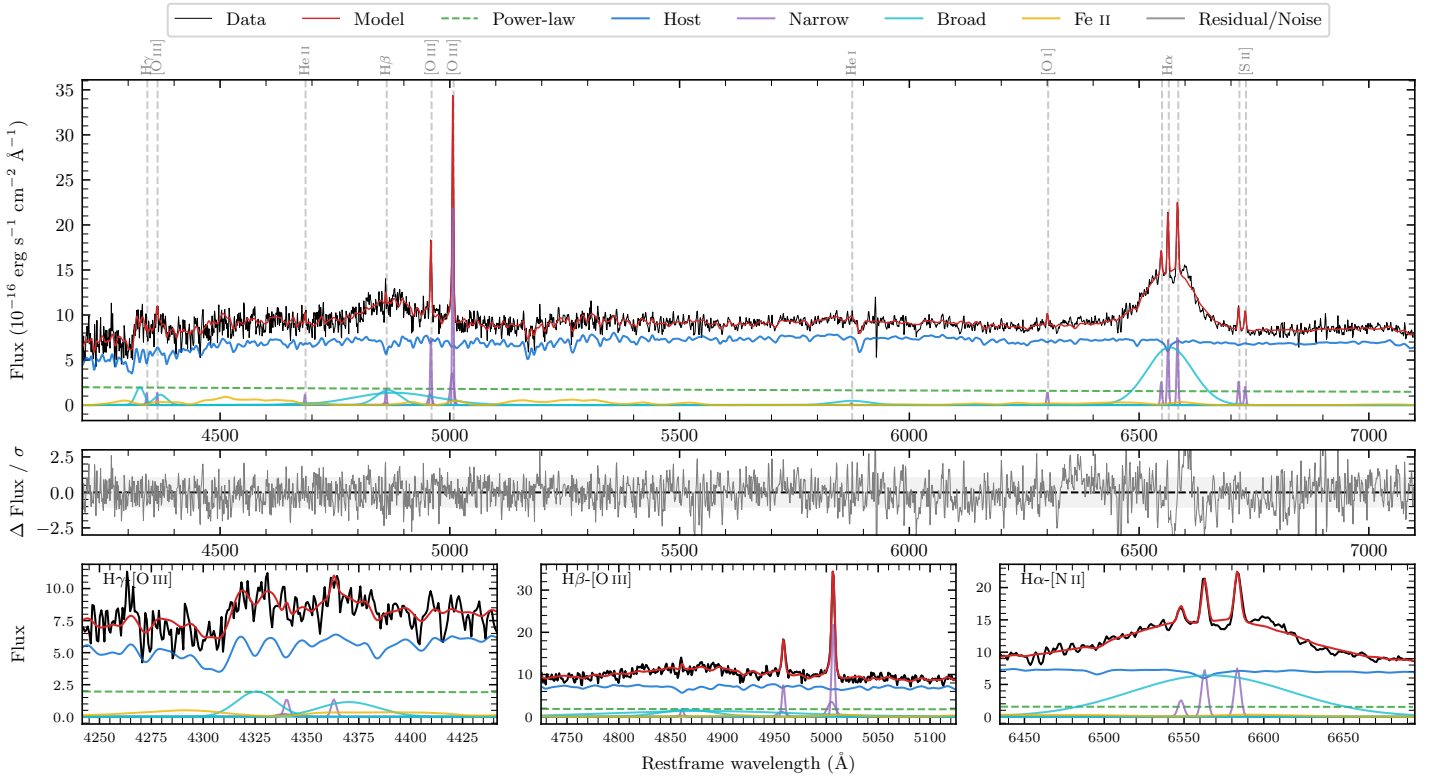 Data Model Power-law Host Narrow Broad Fe II Residual/Noise
Hγ [O III] He II Hβ [O III] [O III] He I [O I] Hα [S II]
Flux (10⁻¹⁶ erg s⁻¹ cm⁻² Å⁻¹)
35
30
25
20
15
10
5
0
4500 5000 5500 6000 6500 7000
Δ Flux / σ
2.5
0.0
−2.5
4500 5000 5500 6000 6500 7000
Flux
Hγ-[O III]
10.0
7.5
5.0
2.5
0.0
4250 4275 4300 4325 4350 4375 4400 4425
Hβ-[O III]
30
20
10
0
4750 4800 4850 4900 4950 5000 5050 5100
Hα-[N II]
20
15
10
5
0
6450 6500 6550 6600 6650
Restframe wavelength (Å)